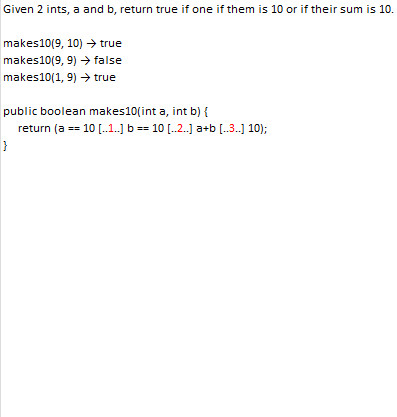 Given 2 ints, a and b, return true if one if them is 10 or if their sum is 10.
makes10(9, 10) → true
makes10(9, 9) → false
makes10(1, 9) → true
public boolean makes10(int a, int b) {
return (a == 10 [..1..] b == 10 [..2..] a+b [..3..] 10);
}